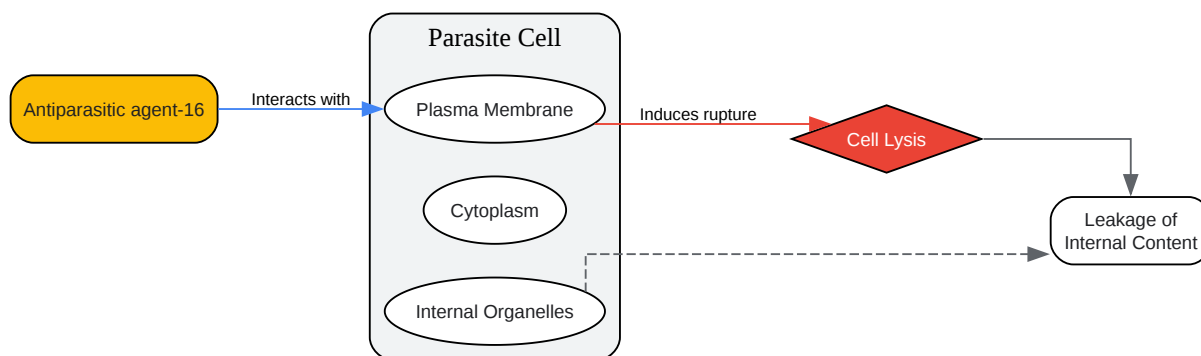 Parasite Cell
Antiparasitic agent-16
Interacts with
Plasma Membrane
Induces rupture
Cell Lysis
Cytoplasm
Leakage of
Internal Content
Internal Organelles